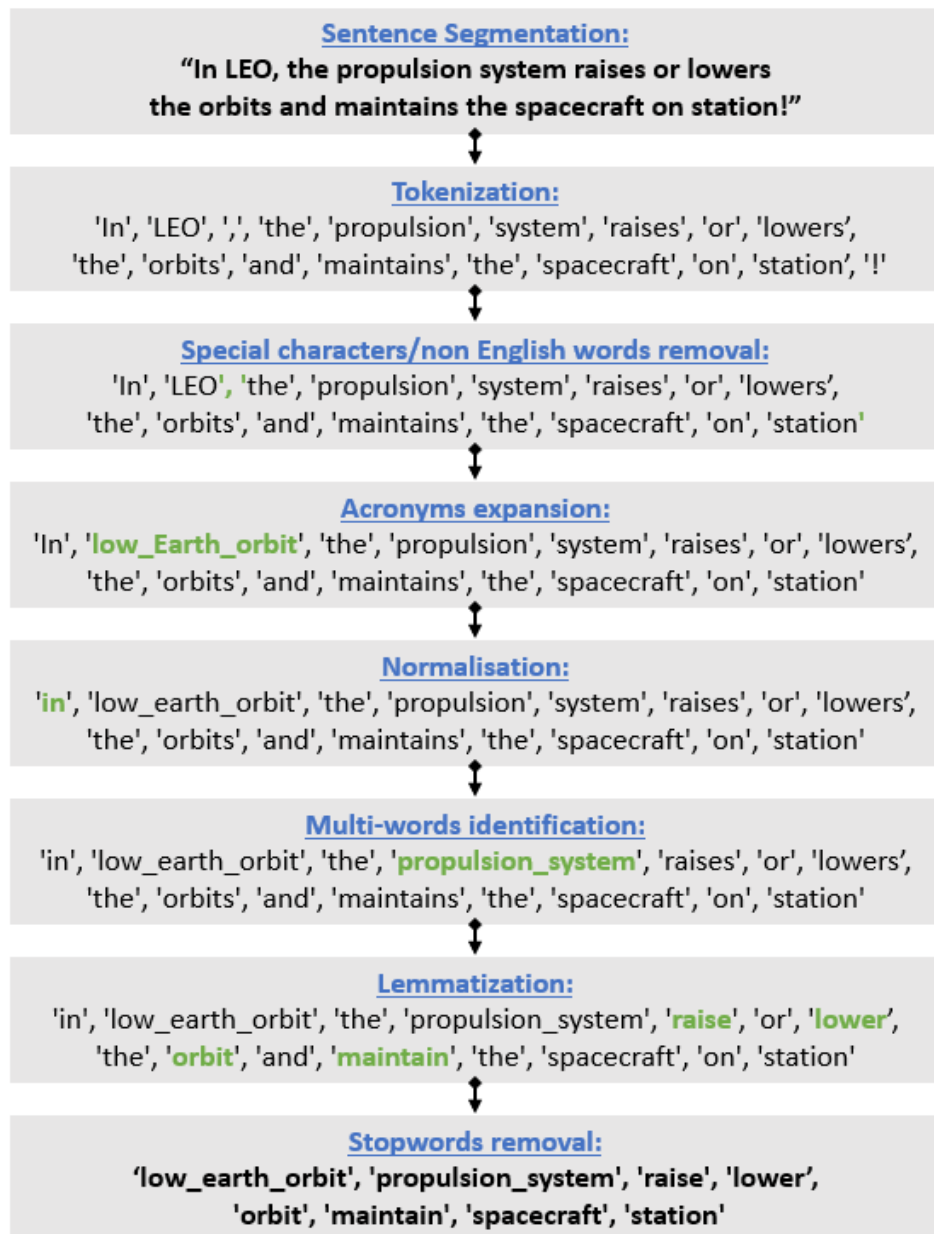 Sentence Segmentation:
“In LEO, the propulsion system raises or lowers
the orbits and maintains the spacecraft on station!”
Tokenization:
'In', 'LEO', ',', 'the', 'propulsion', 'system', 'raises', 'or', 'lowers’,
'the', 'orbits', 'and', 'maintains', 'the', 'spacecraft', 'on', 'station’, '!'
Special characters/non English words removal:
'In', 'LEO', 'the', 'propulsion', 'system', 'raises', 'or', 'lowers’,
'the', 'orbits', 'and', 'maintains', 'the', 'spacecraft', 'on', 'station'
Acronyms expansion:
'In', 'low_Earth_orbit', 'the', 'propulsion', 'system', 'raises', 'or', 'lowers’,
'the', 'orbits', 'and', 'maintains', 'the', 'spacecraft', 'on', 'station'
Normalisation:
'in', 'low_earth_orbit', 'the', 'propulsion', 'system', 'raises', 'or', 'lowers’,
'the', 'orbits', 'and', 'maintains', 'the', 'spacecraft', 'on', 'station'
Multi-words identification:
'in', 'low_earth_orbit', 'the', 'propulsion_system', 'raises', 'or', 'lowers’,
'the', 'orbits', 'and', 'maintains', 'the', 'spacecraft', 'on', 'station'
Lemmatization:
'in', 'low_earth_orbit', 'the', 'propulsion_system', 'raise', 'or', 'lower’,
'the', 'orbit', 'and', 'maintain', 'the', 'spacecraft', 'on', 'station'
Stopwords removal:
‘low_earth_orbit', 'propulsion_system', 'raise', 'lower’,
'orbit', 'maintain', 'spacecraft', 'station'